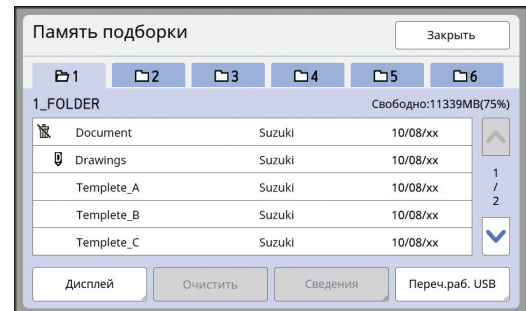 Память подборки
Закрыть
1 2 3 4 5 6
1_FOLDER Свободно:11339MB(75%)
Document Suzuki 10/08/xx
Drawings Suzuki 10/08/xx
Templete_A Suzuki 10/08/xx
Templete_B Suzuki 10/08/xx
Templete_C Suzuki 10/08/xx
1
/
2
Дисплей Очистить Сведения Переч.раб. USB